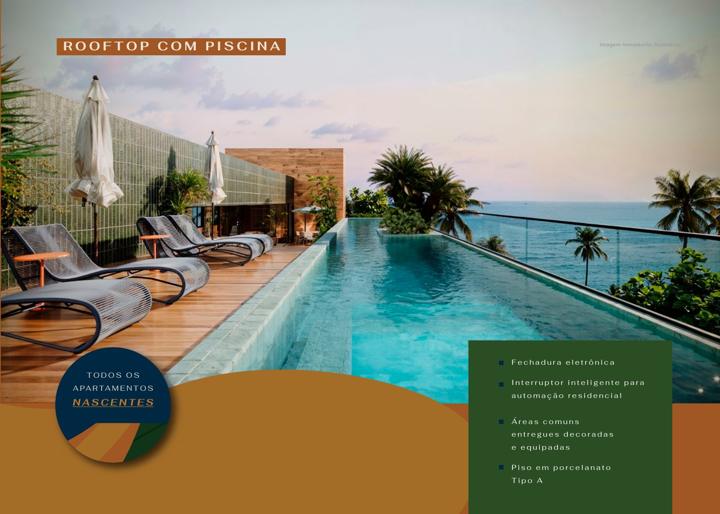 ROOFTOP COM PISCINA
TODOS OS
APARTAMENTOS
NASCENTES
Fechadura eletrônica
Interruptor inteligente para
automação residencial
Áreas comuns
entregues decoradas
e equipadas
Piso em porcelanato
Tipo A